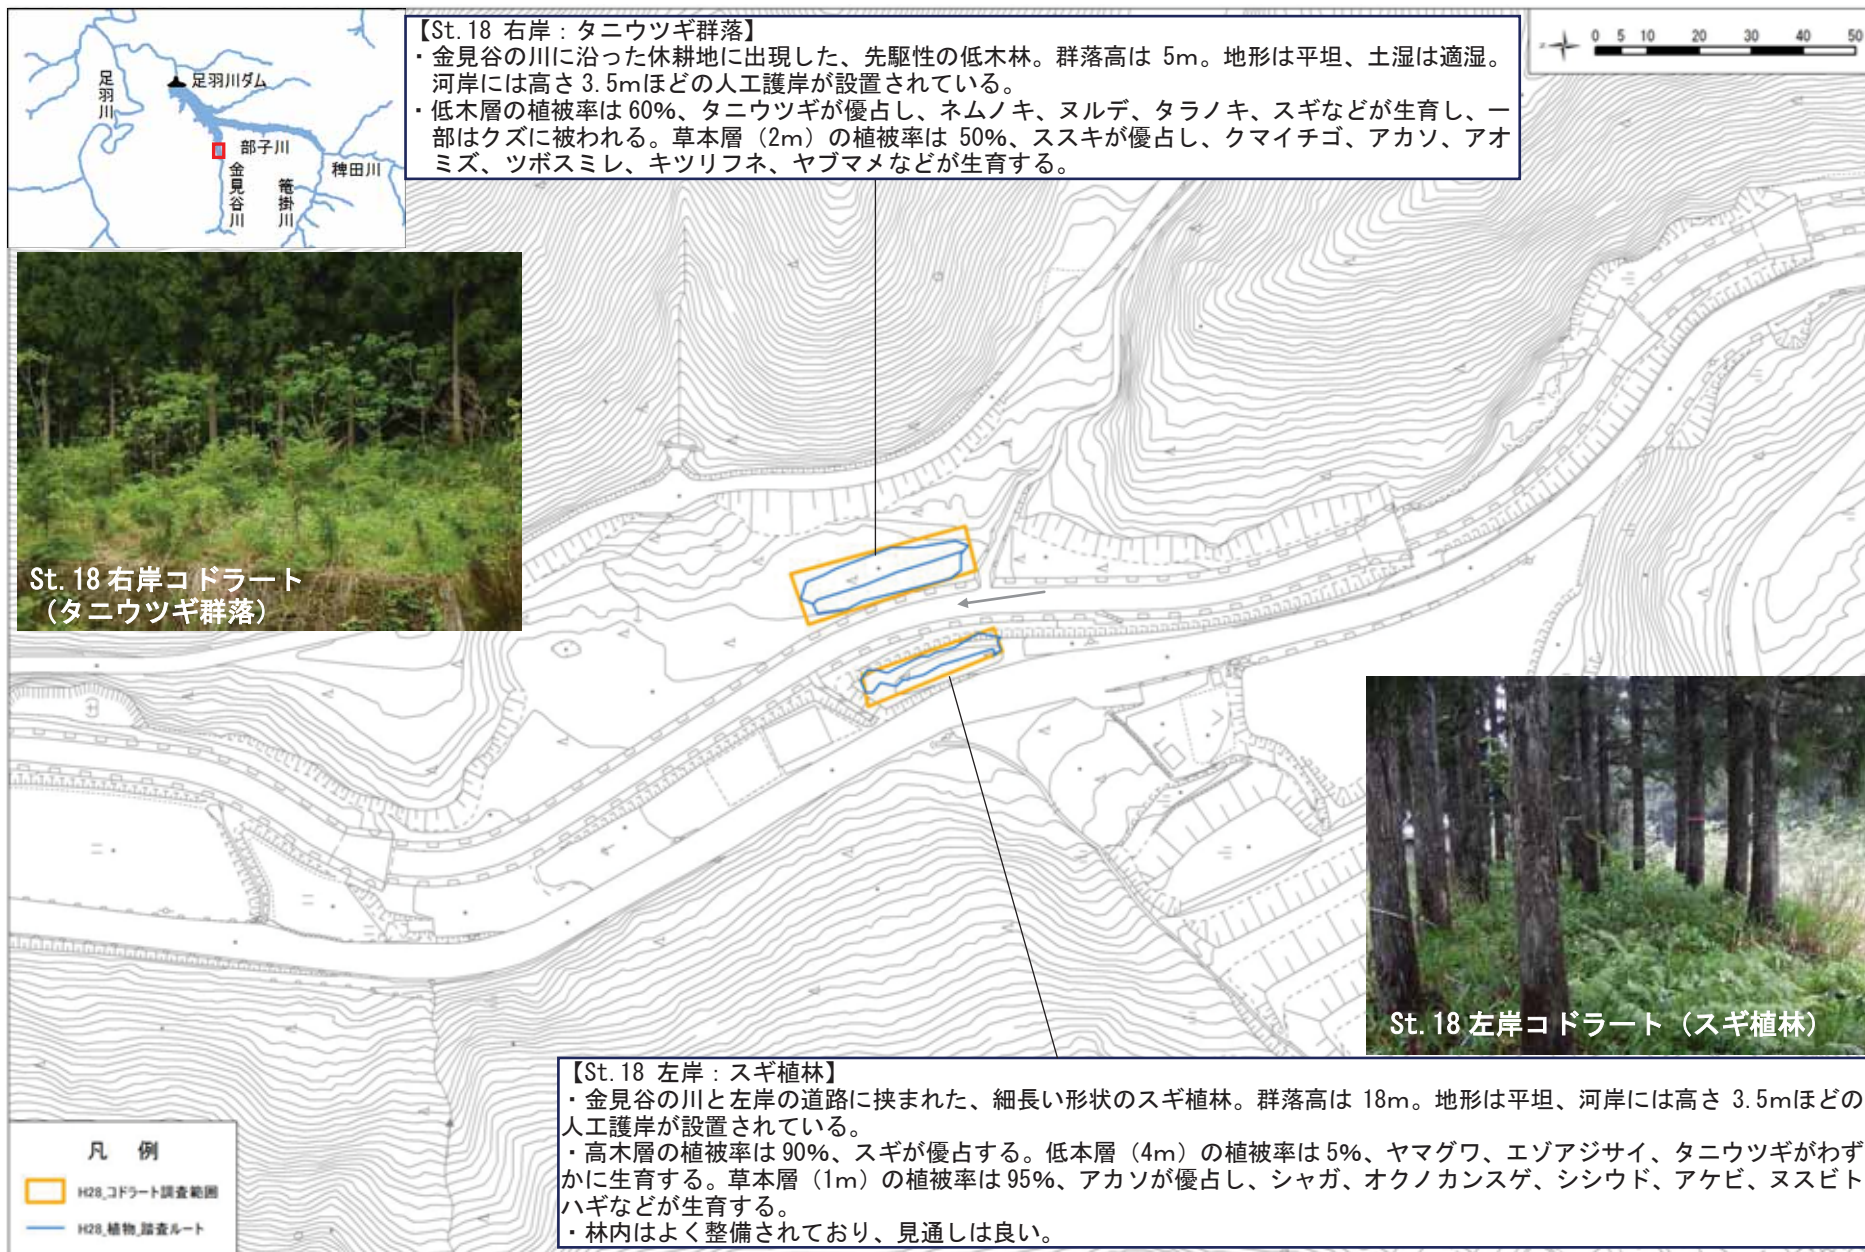 【St.18 右岸：タニウツギ群落】
・金見谷の川に沿った休耕地に出現した、先駆性の低木林。群落高は 5m。地形は平坦、土湿は適湿。
河岸には高さ 3.5mほどの人工護岸が設置されている。
・低木層の植被率は 60%、タニウツギが優占し、ネムノキ、ヌルデ、タラノキ、スギなどが生育し、一
部はクズに被われる。草本層（2m）の植被率は 50%、ススキが優占し、クマイチゴ、アカソ、アオ
ミズ、ツボスミレ、キツリフネ、ヤブマメなどが生育する。
0 5 10 20 30 40 50
足羽川
足羽川ダム
部子川
金見谷川
篭掛川
稗田川
St.18 右岸コドラート
（タニウツギ群落）
St.18 左岸コドラート（スギ植林）
【St.18 左岸：スギ植林】
・金見谷の川と左岸の道路に挟まれた、細長い形状のスギ植林。群落高は 18m。地形は平坦、河岸には高さ 3.5mほどの
人工護岸が設置されている。
・高木層の植被率は 90%、スギが優占する。低本層（4m）の植被率は 5%、ヤマグワ、エゾアジサイ、タニウツギがわず
かに生育する。草本層（1m）の植被率は 95%、アカソが優占し、シャガ、オクノカンスゲ、シシウド、アケビ、ヌスビト
ハギなどが生育する。
・林内はよく整備されており、見通しは良い。
凡 例
H28_コドラート調査範囲
H28_植物_踏査ルート